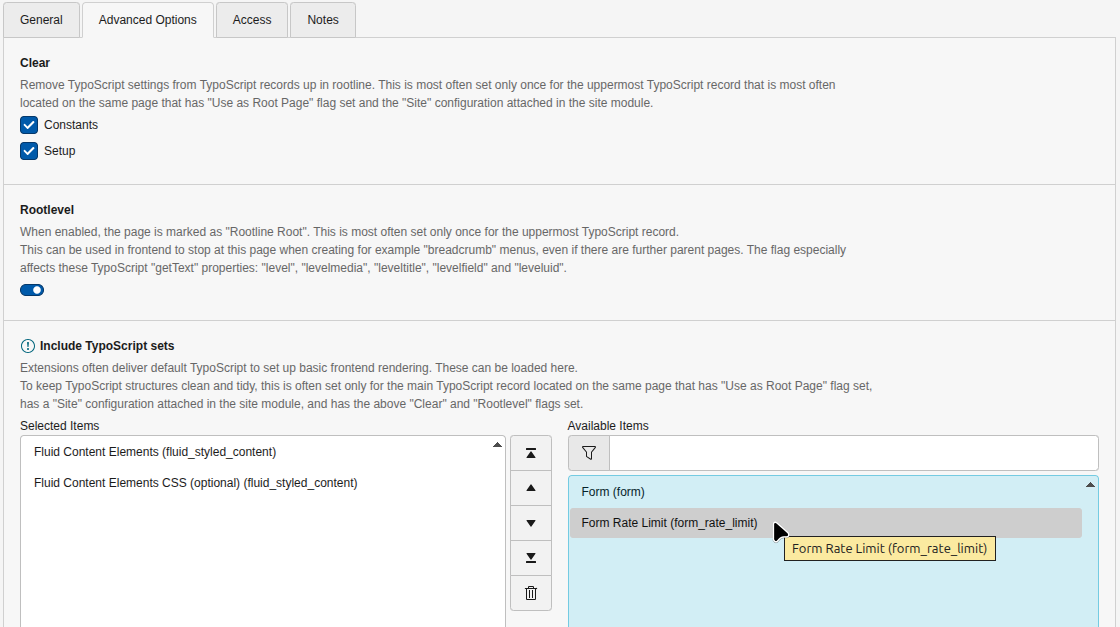 General
Advanced Options
Access
Notes
Clear
Remove TypoScript settings from TypoScript records up in rootline. This is most often set only once for the uppermost TypoScript record that is most often
located on the same page that has "Use as Root Page" flag set and the "Site" configuration attached in the site module.
Constants
Setup
Rootlevel
When enabled, the page is marked as "Rootline Root". This is most often set only once for the uppermost TypoScript record.
This can be used in frontend to stop at this page when creating for example "breadcrumb" menus, even if there are further parent pages. The flag especially
affects these TypoScript "getText" properties: "level", "levelmedia", "leveltitle", "levelfield" and "leveluid".
Include TypoScript sets
Extensions often deliver default TypoScript to set up basic frontend rendering. These can be loaded here.
To keep TypoScript structures clean and tidy, this is often set only for the main TypoScript record located on the same page that has "Use as Root Page" flag set,
has a "Site" configuration attached in the site module, and has the above "Clear" and "Rootlevel" flags set.
Selected Items
Fluid Content Elements (fluid_styled_content)
Fluid Content Elements CSS (optional) (fluid_styled_content)
Available Items
Form (form)
Form Rate Limit (form_rate_limit)
Form Rate Limit (form_rate_limit)